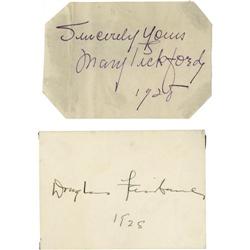 Sincerely Yours
Mary Pickford
1928
Douglas Fairbanks
1928